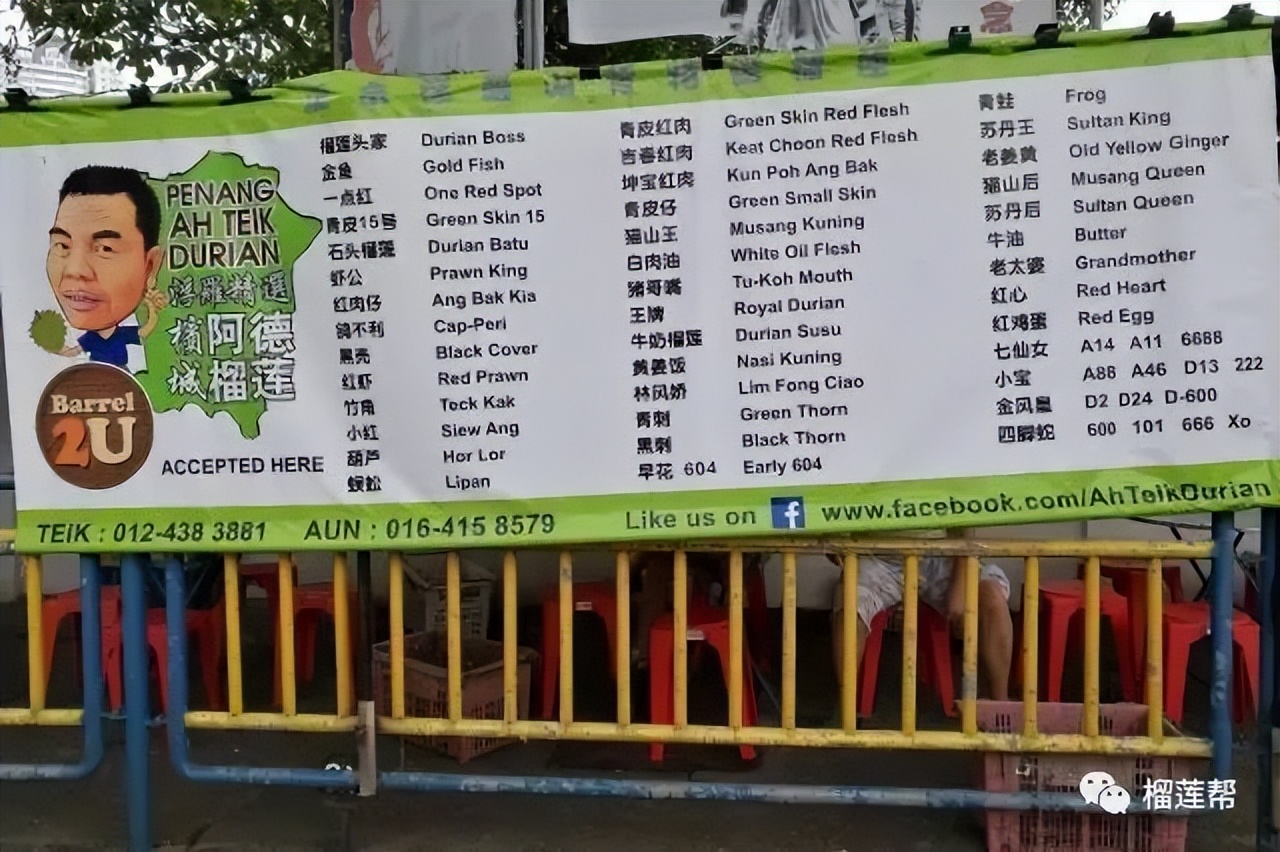 PENANG
AH TEIK
DURIAN
檳阿德
城榴莲
Barrel
2U
ACCEPTED HERE
榴莲头家 Durian Boss
金鱼 Gold Fish
一点红 One Red Spot
青皮15号 Green Skin 15
石头榴莲 Durian Batu
虾公 Prawn King
红肉仔 Ang Bak Kia
鸽不利 Cap-Peri
黑壳 Black Cover
红虾 Red Prawn
竹角 Teck Kak
小红 Siew Ang
葫芦 Hor Lor
蜈蚣 Lipan
青皮红肉 Green Skin Red Flesh
吉喜红肉 Keat Choon Red Flesh
坤宝红肉 Kun Poh Ang Bak
青皮仔 Green Small Skin
猫山王 Musang Kuning
白肉油 White Oil Flesh
猪哥嘴 Tu-Koh Mouth
王牌 Royal Durian
牛奶榴莲 Durian Susu
黄姜饭 Nasi Kuning
林风娇 Lim Fong Ciao
青刺 Green Thorn
黑刺 Black Thorn
早花 604 Early 604
青蛙 Frog
苏丹王 Sultan King
老姜黄 Old Yellow Ginger
猫山后 Musang Queen
苏丹后 Sultan Queen
牛油 Butter
老太婆 Grandmother
红心 Red Heart
红鸡蛋 Red Egg
七仙女 A14 A11 6688
小宝 A88 A46 D13 222
金凤凰 D2 D24 D-600
四脚蛇 600 101 666 Xo
TEiK : 012-438 3881 AUN : 016-415 8579 Like us on f www.facebook.com/AhTeikDurian
榴莲帮